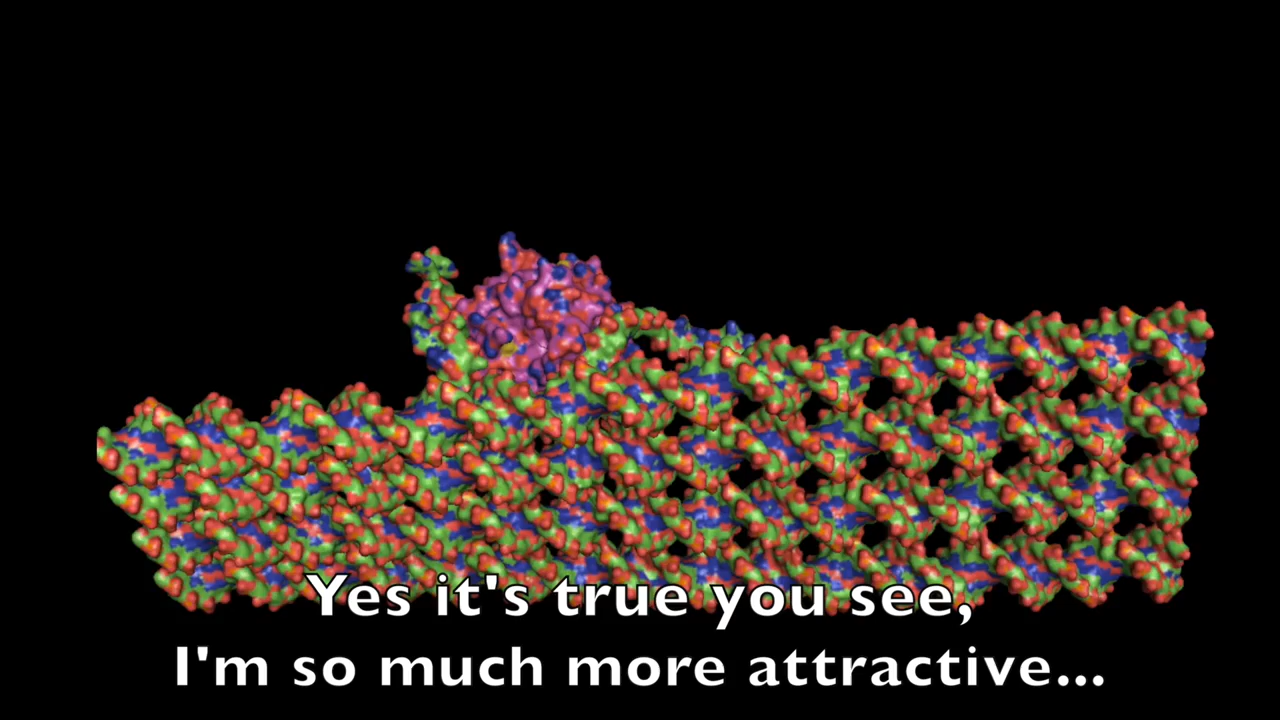 Yes it's true you see,
I'm so much more attractive...